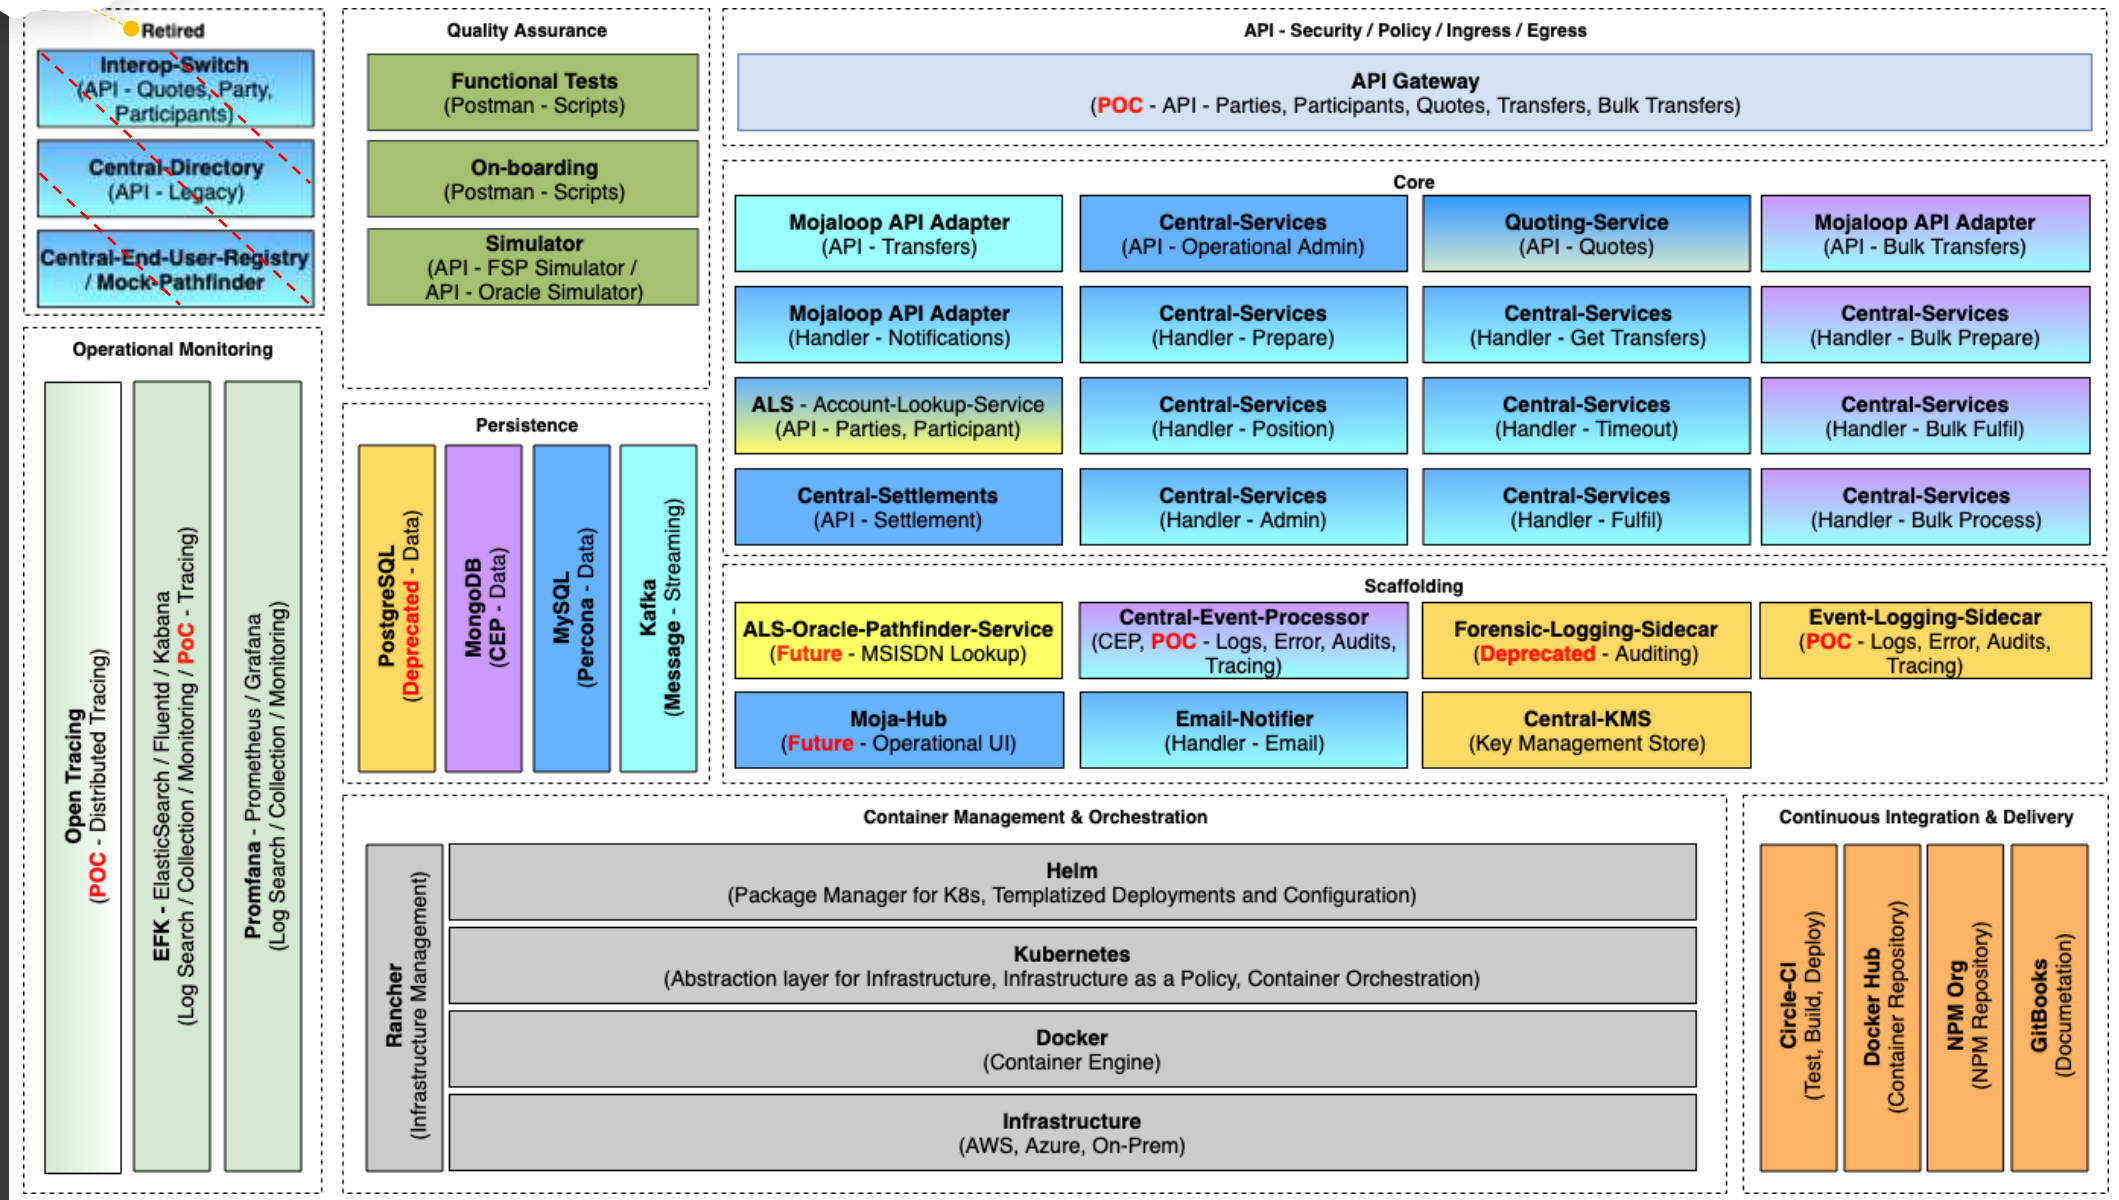 Retired
Interop-Switch
(API - Quotes, Party,
Participants)
Central-Directory
(API - Legacy)
Central-End-User-Registry
/ Mock-Pathfinder
Operational Monitoring
Open Tracing
(POC - Distributed Tracing)
EFK - ElasticSearch / Fluentd / Kabana
(Log Search / Collection / Monitoring / PoC - Tracing)
Promfana - Prometheus / Grafana
(Log Search / Collection / Monitoring)
Quality Assurance
Functional Tests
(Postman - Scripts)
On-boarding
(Postman - Scripts)
Simulator
(API - FSP Simulator /
API - Oracle Simulator)
Persistence
PostgreSQL
(Deprecated - Data)
MongoDB
(CEP - Data)
MySQL
(Percona - Data)
Kafka
(Message - Streaming)
API - Security / Policy / Ingress / Egress
API Gateway
(POC - API - Parties, Participants, Quotes, Transfers, Bulk Transfers)
Core
Mojaloop API Adapter
(API - Transfers)
Central-Services
(API - Operational Admin)
Quoting-Service
(API - Quotes)
Mojaloop API Adapter
(API - Bulk Transfers)
Mojaloop API Adapter
(Handler - Notifications)
Central-Services
(Handler - Prepare)
Central-Services
(Handler - Get Transfers)
Central-Services
(Handler - Bulk Prepare)
ALS - Account-Lookup-Service
(API - Parties, Participant)
Central-Services
(Handler - Position)
Central-Services
(Handler - Timeout)
Central-Services
(Handler - Bulk Fulfil)
Central-Settlements
(API - Settlement)
Central-Services
(Handler - Admin)
Central-Services
(Handler - Fulfil)
Central-Services
(Handler - Bulk Process)
Scaffolding
ALS-Oracle-Pathfinder-Service
(Future - MSISDN Lookup)
Central-Event-Processor
(CEP, POC - Logs, Error, Audits,
Tracing)
Forensic-Logging-Sidecar
(Deprecated - Auditing)
Event-Logging-Sidecar
(POC - Logs, Error, Audits,
Tracing)
Moja-Hub
(Future - Operational UI)
Email-Notifier
(Handler - Email)
Central-KMS
(Key Management Store)
Container Management & Orchestration
Rancher
(Infrastructure Management)
Helm
(Package Manager for K8s, Templatized Deployments and Configuration)
Kubernetes
(Abstraction layer for Infrastructure, Infrastructure as a Policy, Container Orchestration)
Docker
(Container Engine)
Infrastructure
(AWS, Azure, On-Prem)
Continuous Integration & Delivery
Circle-CI
(Test, Build, Deploy)
Docker Hub
(Container Repository)
NPM Org
(NPM Repository)
GitBooks
(Documetation)